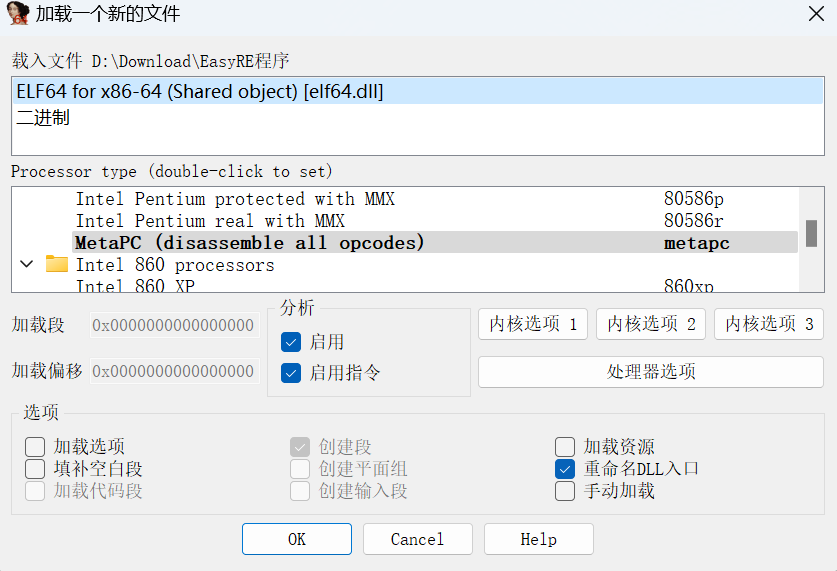 加载一个新的文件
载入文件 D:\Download\EasyRE程序
ELF64 for x86-64 (Shared object) [elf64.dll]
二进制
Processor type (double-click to set)
Intel Pentium protected with MMX 80586p
Intel Pentium real with MMX 80586r
MetaPC (disassemble all opcodes) metapc
Intel 860 processors
Intel 860 XP 860xp
加载段 0x0000000000000000
加载偏移 0x0000000000000000
分析
启用
启用指令
内核选项 1 内核选项 2 内核选项 3
处理器选项
选项
加载选项 创建段 加载资源
填补空白段 创建平面组 重命名DLL入口
加载代码段 创建输入段 手动加载
OK Cancel Help